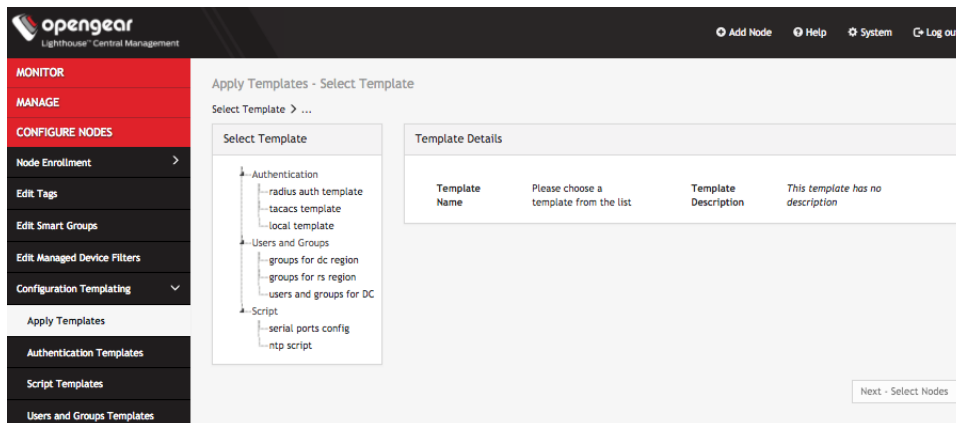 opengear
Lighthouse™ Central Management
Add Node Help System Log ou
MONITOR
MANAGE
CONFIGURE NODES
Node Enrollment
Edit Tags
Edit Smart Groups
Edit Managed Device Filters
Configuration Templating
Apply Templates
Authentication Templates
Script Templates
Users and Groups Templates
Apply Templates - Select Template
Select Template > ...
Select Template
Authentication
radius auth template
tacacs template
local template
Users and Groups
groups for dc region
groups for rs region
users and groups for DC
Script
serial ports config
ntp script
Template Details
Template Name
Please choose a template from the list
Template Description
This template has no description
Next - Select Nodes